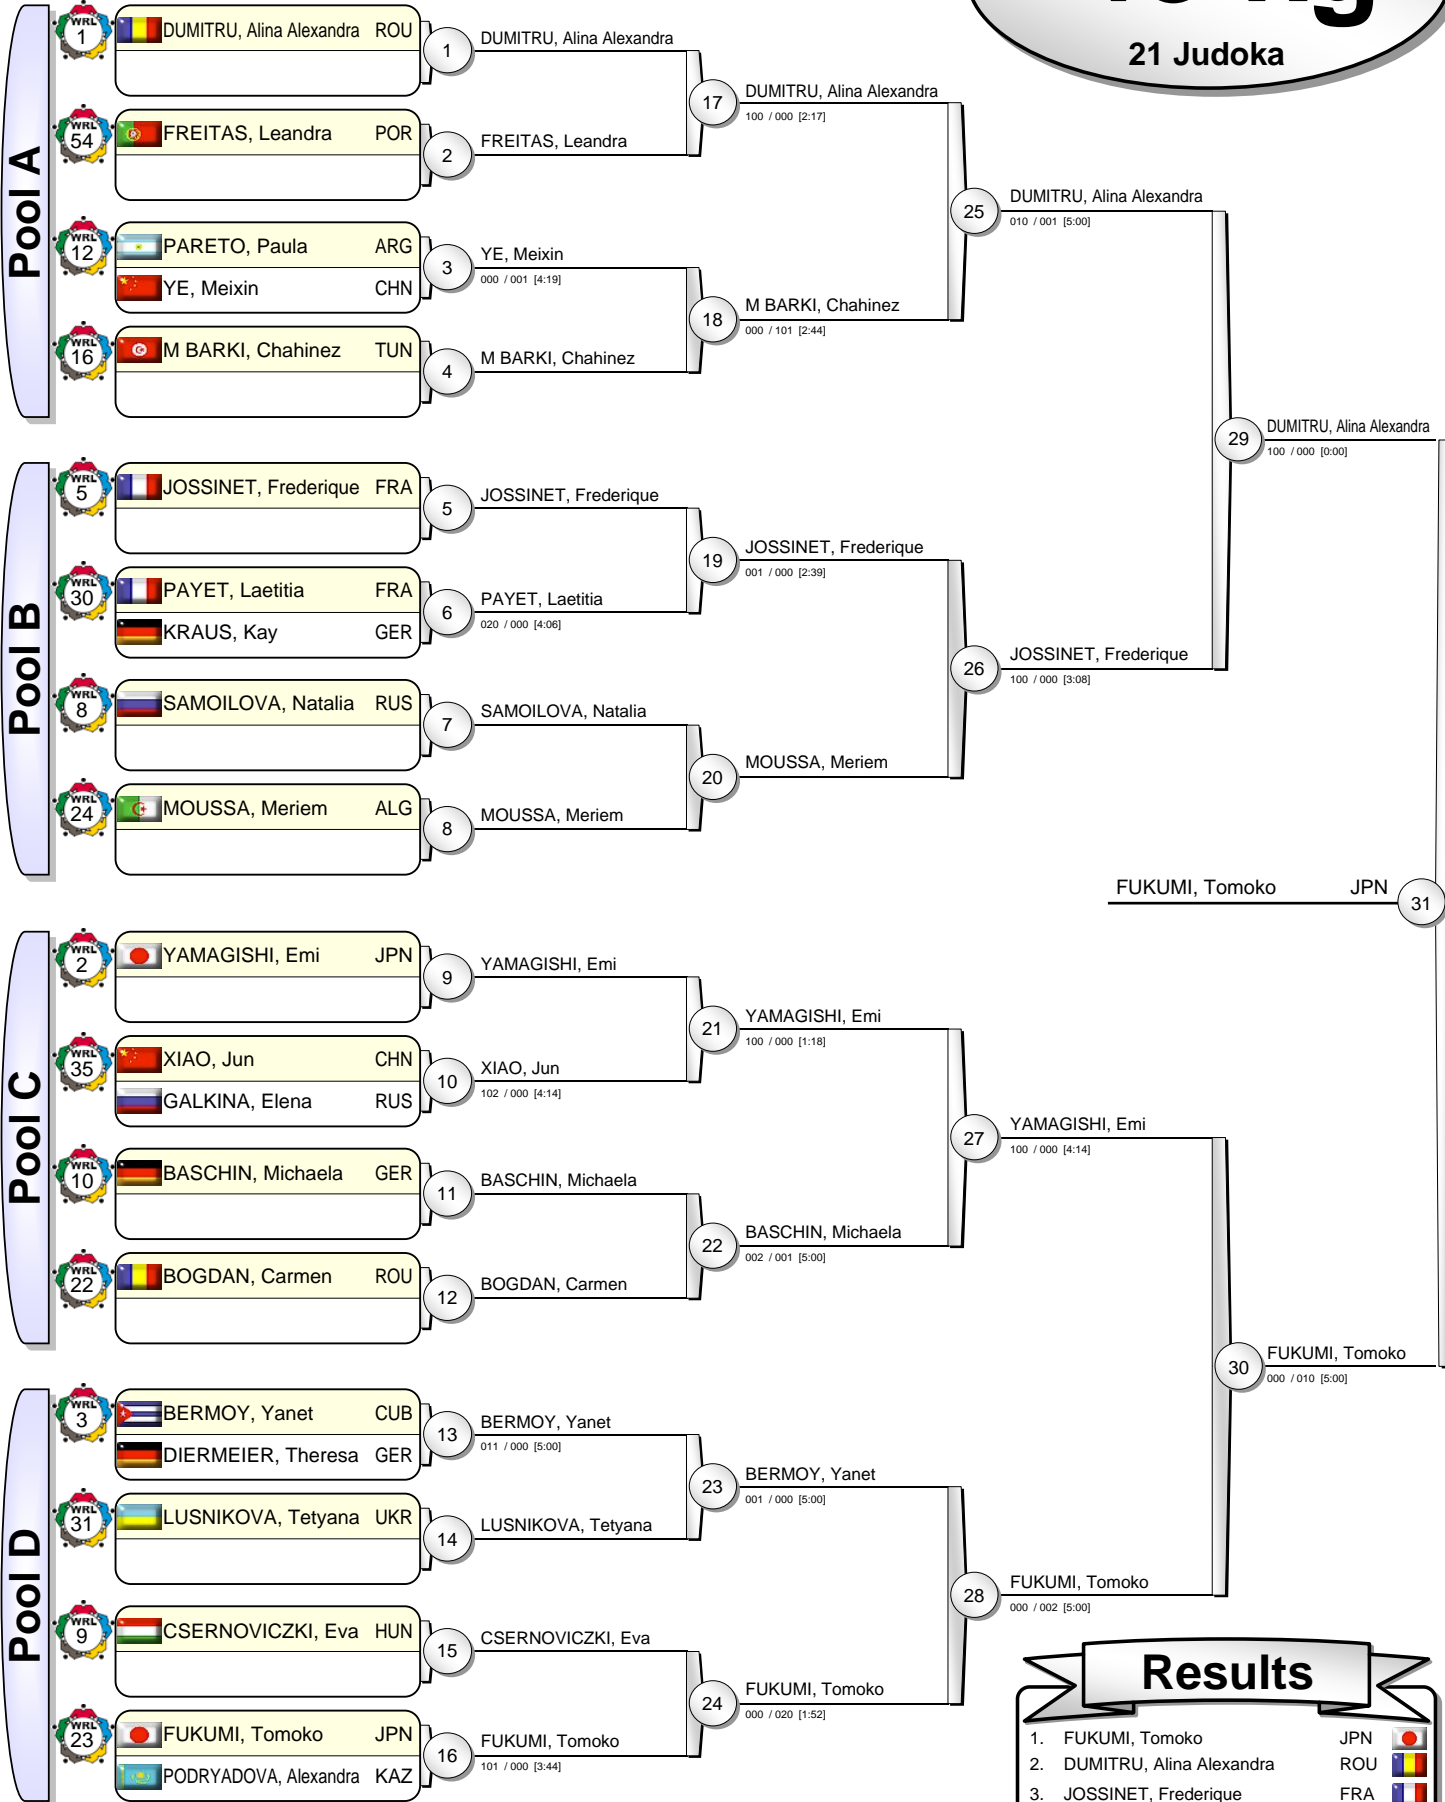 21 Judoka
Pool A
WRL 1 DUMITRU, Alina Alexandra ROU
WRL 54 FREITAS, Leandra POR
WRL 12 PARETO, Paula ARG
YE, Meixin CHN
WRL 16 M BARKI, Chahinez TUN
1 DUMITRU, Alina Alexandra
2 FREITAS, Leandra
3 YE, Meixin
000 / 001 [4:19]
4 M BARKI, Chahinez
17 DUMITRU, Alina Alexandra
100 / 000 [2:17]
18 M BARKI, Chahinez
000 / 101 [2:44]
25 DUMITRU, Alina Alexandra
010 / 001 [5:00]
Pool B
WRL 5 JOSSINET, Frederique FRA
WRL 30 PAYET, Laetitia FRA
KRAUS, Kay GER
WRL 8 SAMOILOVA, Natalia RUS
WRL 24 MOUSSA, Meriem ALG
5 JOSSINET, Frederique
6 PAYET, Laetitia
020 / 000 [4:06]
7 SAMOILOVA, Natalia
8 MOUSSA, Meriem
19 JOSSINET, Frederique
001 / 000 [2:39]
20 MOUSSA, Meriem
26 JOSSINET, Frederique
100 / 000 [3:08]
29 DUMITRU, Alina Alexandra
100 / 000 [0:00]
FUKUMI, Tomoko JPN 31
Pool C
WRL 2 YAMAGISHI, Emi JPN
WRL 35 XIAO, Jun CHN
GALKINA, Elena RUS
WRL 10 BASCHIN, Michaela GER
WRL 22 BOGDAN, Carmen ROU
9 YAMAGISHI, Emi
10 XIAO, Jun
102 / 000 [4:14]
11 BASCHIN, Michaela
12 BOGDAN, Carmen
21 YAMAGISHI, Emi
100 / 000 [1:18]
22 BASCHIN, Michaela
002 / 001 [5:00]
27 YAMAGISHI, Emi
100 / 000 [4:14]
Pool D
WRL 3 BERMOY, Yanet CUB
DIERMEIER, Theresa GER
WRL 31 LUSNIKOVA, Tetyana UKR
WRL 9 CSERNOVICZKI, Eva HUN
WRL 23 FUKUMI, Tomoko JPN
PODRYADOVA, Alexandra KAZ
13 BERMOY, Yanet
011 / 000 [5:00]
14 LUSNIKOVA, Tetyana
15 CSERNOVICZKI, Eva
16 FUKUMI, Tomoko
101 / 000 [3:44]
23 BERMOY, Yanet
001 / 000 [5:00]
24 FUKUMI, Tomoko
000 / 020 [1:52]
28 FUKUMI, Tomoko
000 / 002 [5:00]
30 FUKUMI, Tomoko
000 / 010 [5:00]
Results
1. FUKUMI, Tomoko JPN
2. DUMITRU, Alina Alexandra ROU
3. JOSSINET, Frederique FRA